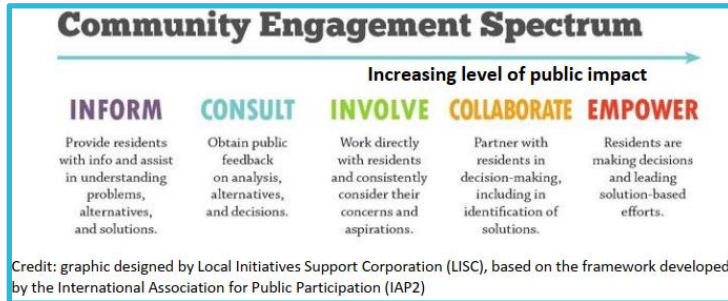 Community Engagement Spectrum
Increasing level of public impact
INFORM
Provide residents
with info and assist
in understanding
problems,
alternatives,
and solutions.
CONSULT
Obtain public
feedback
on analysis,
alternatives,
and decisions.
INVOLVE
Work directly
with residents
and consistently
consider their
concerns and
aspirations.
COLLABORATE
Partner with
residents in
decision-making,
including in
identification of
solutions.
EMPOWER
Residents are
making decisions
and leading
solution-based
efforts.
Credit: graphic designed by Local Initiatives Support Corporation (LISC), based on the framework developed
by the International Association for Public Participation (IAP2)